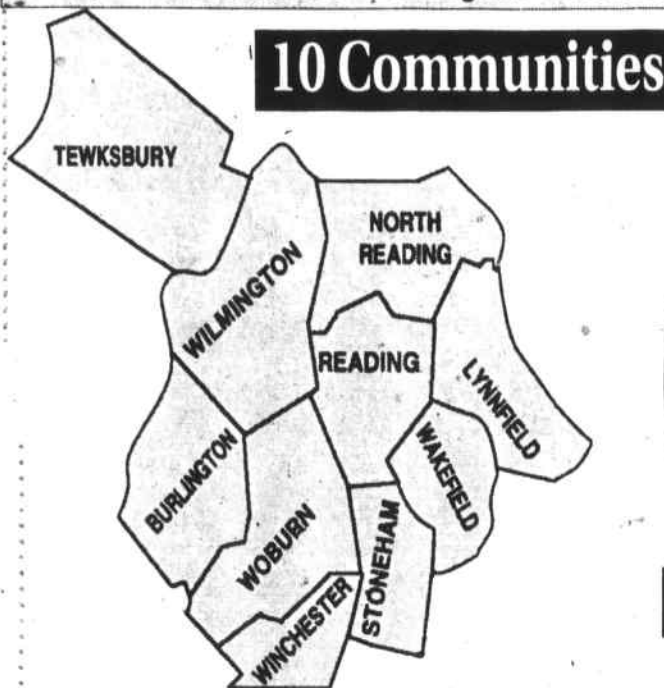 10 Communities
TEWKSBURY
NORTH
READING
WILMINGTON
READING
LYNNFIELD
WAKEFIELD
BURLINGTON
WOBURN
STONEHAM
WINCHESTER